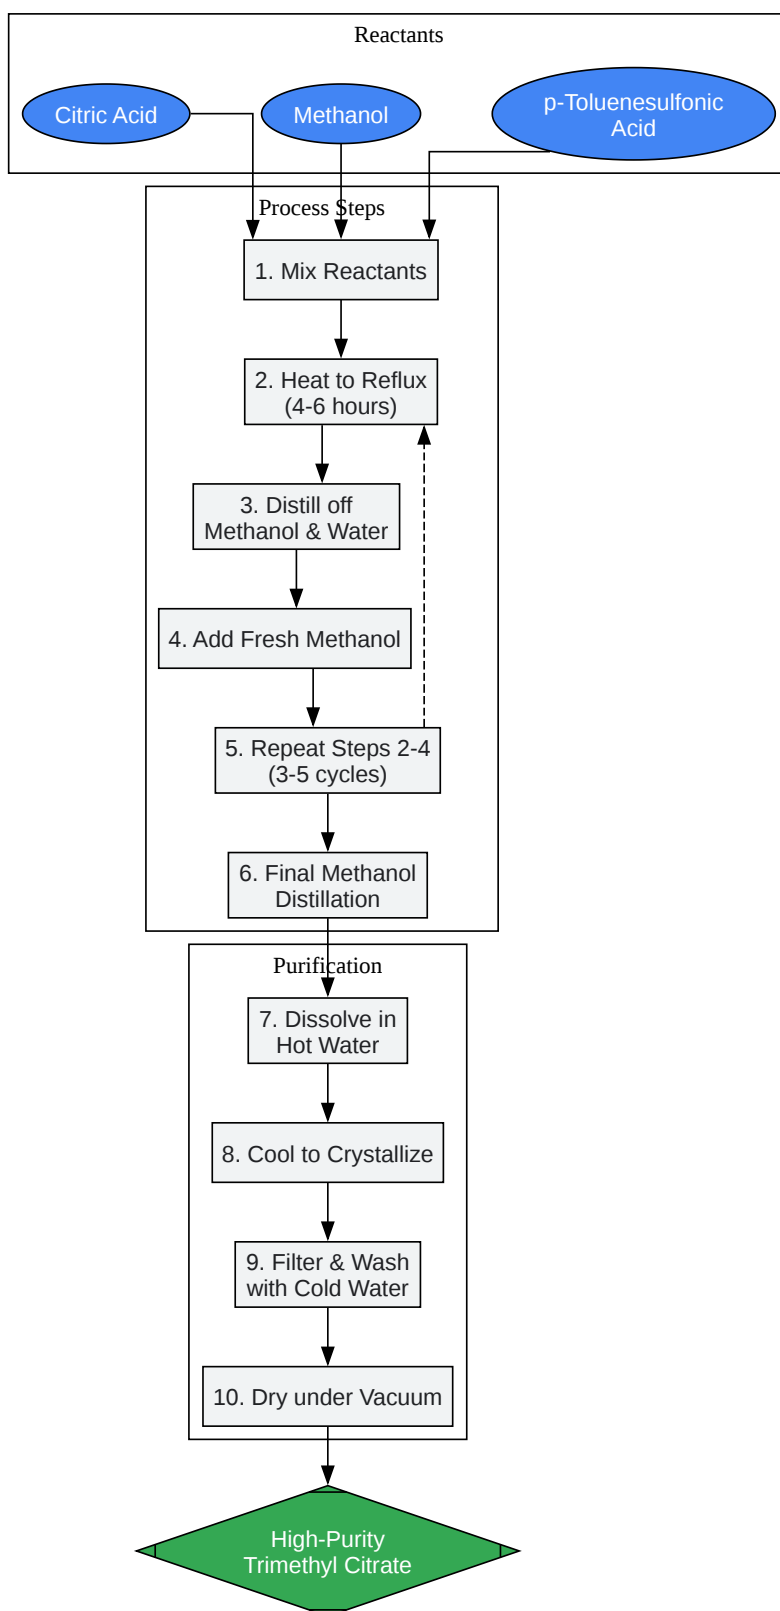 Reactants
Citric Acid
Methanol
p-Toluenesulfonic
Acid
Process Steps
1. Mix Reactants
2. Heat to Reflux
(4-6 hours)
3. Distill off
Methanol & Water
4. Add Fresh Methanol
5. Repeat Steps 2-4
(3-5 cycles)
6. Final Methanol
Distillation
Purification
7. Dissolve in
Hot Water
8. Cool to Crystallize
9. Filter & Wash
with Cold Water
10. Dry under Vacuum
High-Purity
Trimethyl Citrate